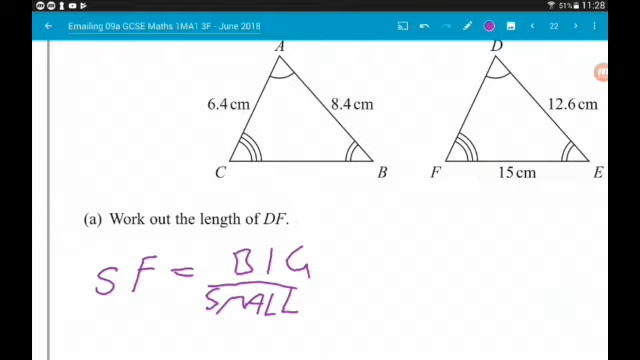 51% 11:28
Emailing 09a GCSE Maths 1MA1 3F - June 2018
22
A
D
6.4 cm
8.4 cm
12.6 cm
C
B
F
15 cm
E
(a) Work out the length of DF.
SF = BIG
SMALL